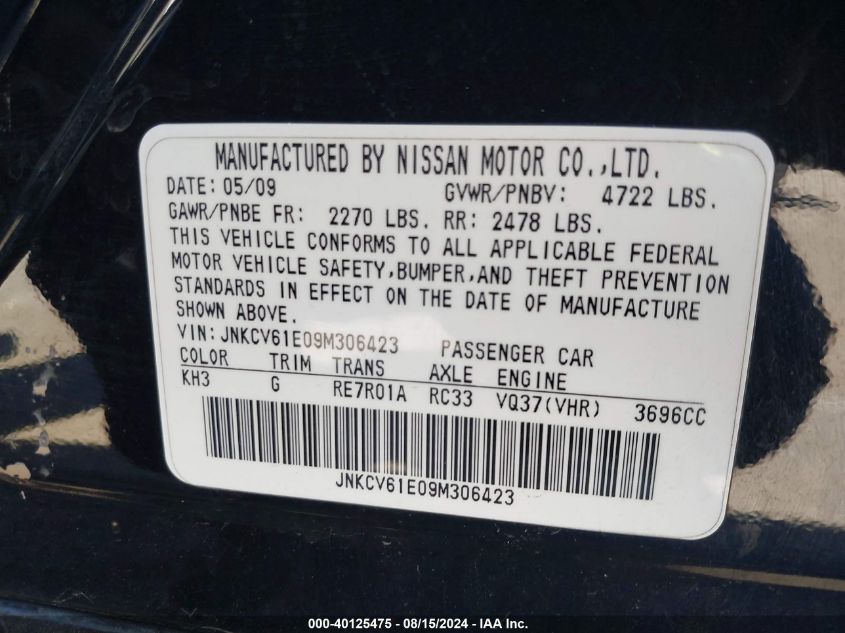 MANUFACTURED BY NISSAN MOTOR CO.,LTD.
DATE: 05/09 GVWR/PNBV: 4722 LBS.
GAWR/PNBE FR: 2270 LBS. RR: 2478 LBS.
THIS VEHICLE CONFORMS TO ALL APPLICABLE FEDERAL
MOTOR VEHICLE SAFETY,BUMPER,AND THEFT PREVENTION
STANDARDS IN EFFECT ON THE DATE OF MANUFACTURE
SHOWN ABOVE.
VIN:JNKCV61E09M306423 PASSENGER CAR
COLOR TRIM TRANS AXLE ENGINE
KH3 G RE7R01A RC33 VQ37(VHR) 3696CC
JNKCV61E09M306423
000-40125475 - 08/15/2024 - IAA Inc.